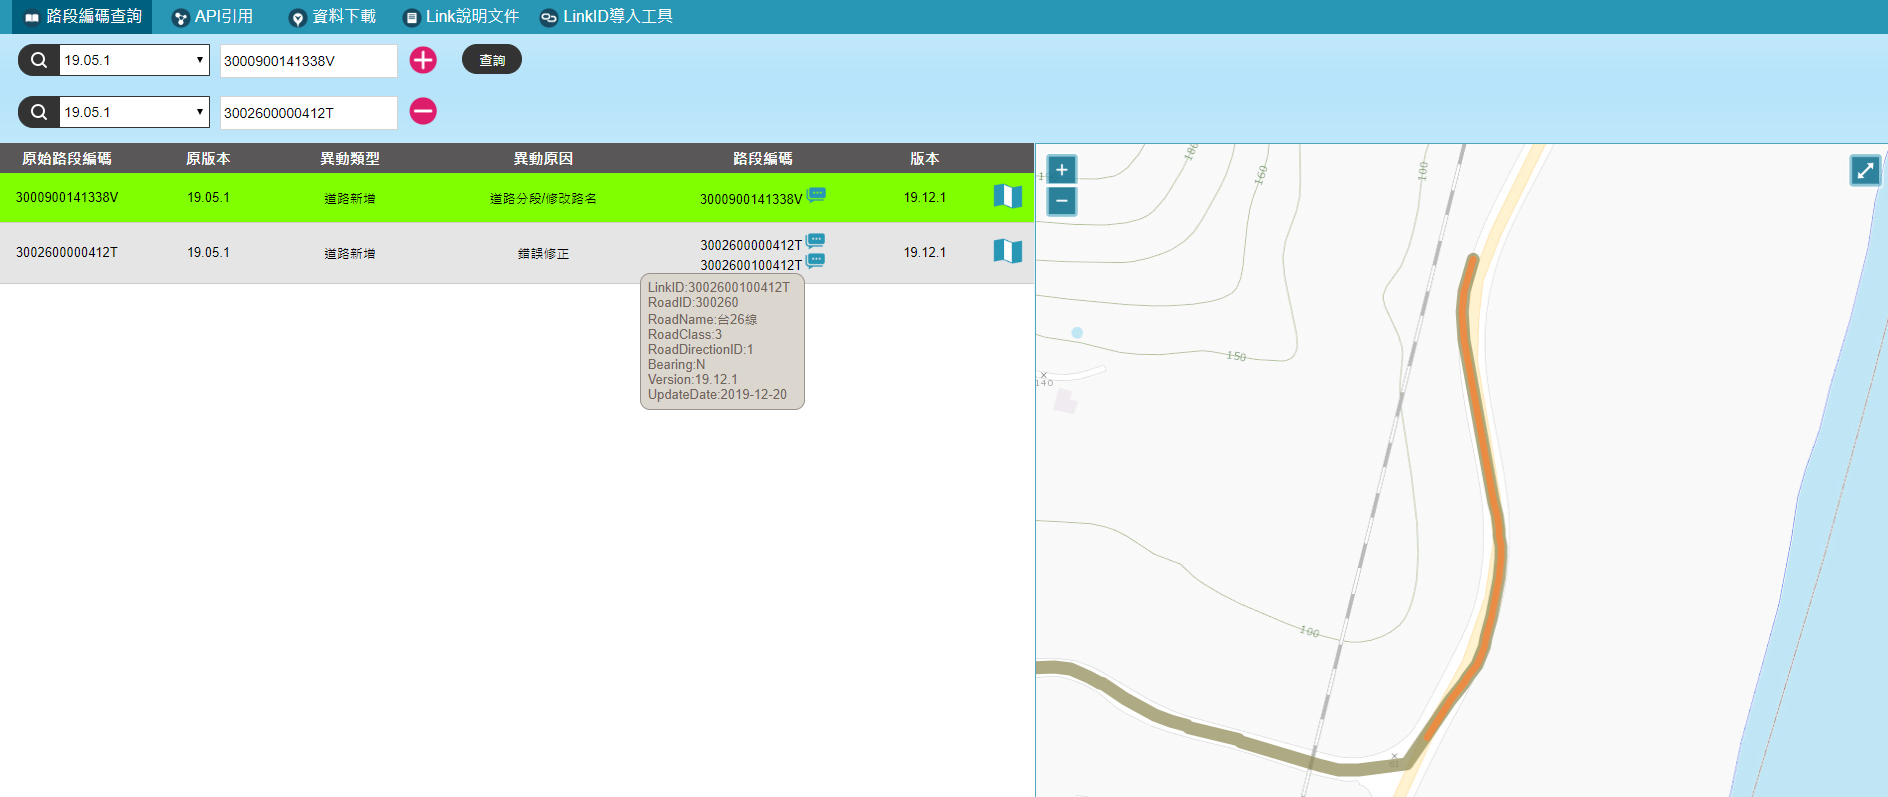 路段編碼查詢 API引用 資料下載 Link說明文件 LinkID導入工具
19.05.1 3000900141338V 查詢
19.05.1 3002600000412T
原始路段編碼 原版本 異動類型 異動原因 路段編碼 版本
3000900141338V 19.05.1 道路新增 道路分段/修改路名 3000900141338V 19.12.1
3002600000412T 19.05.1 道路新增 錯誤修正 3002600000412T 19.12.1
3002600100412T
LinkID:3002600100412T
RoadID:300260
RoadName:台26線
RoadClass:3
RoadDirectionID:1
Bearing:N
Version:19.12.1
UpdateDate:2019-12-20
180
160
100
150
140
100